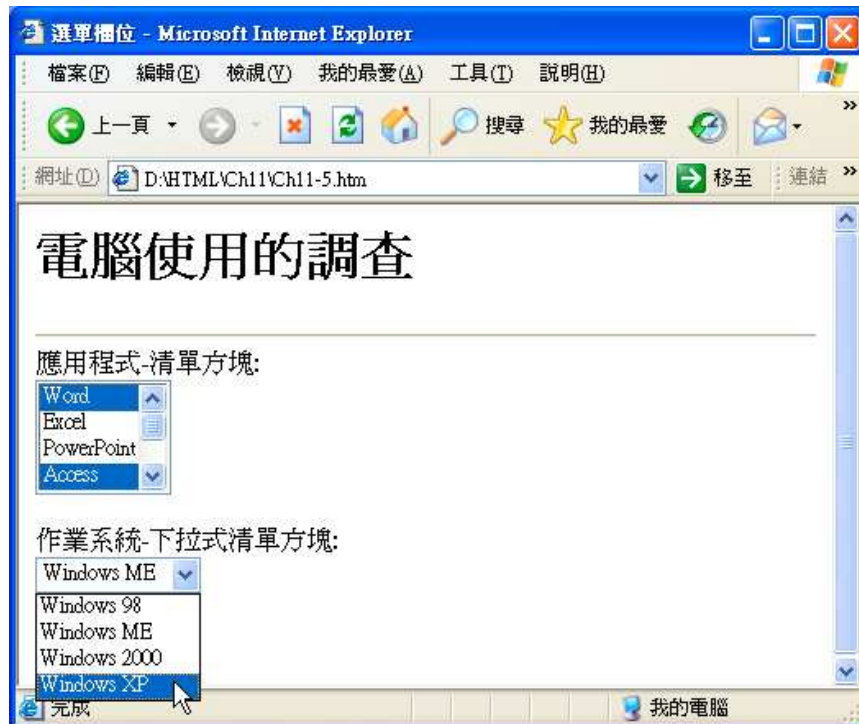 選單欄位 - Microsoft Internet Explorer
檔案(F) 編輯(E) 檢視(V) 我的最愛(A) 工具(T) 說明(H)
上一頁 搜尋 我的最愛 »
網址(D) D:\HTML\Ch11\Ch11-5.htm 移至 連結 »
電腦使用的調查
應用程式-清單方塊:
Word
Excel
PowerPoint
Access
作業系統-下拉式清單方塊:
Windows ME
Windows 98
Windows ME
Windows 2000
Windows XP
完成 我的電腦